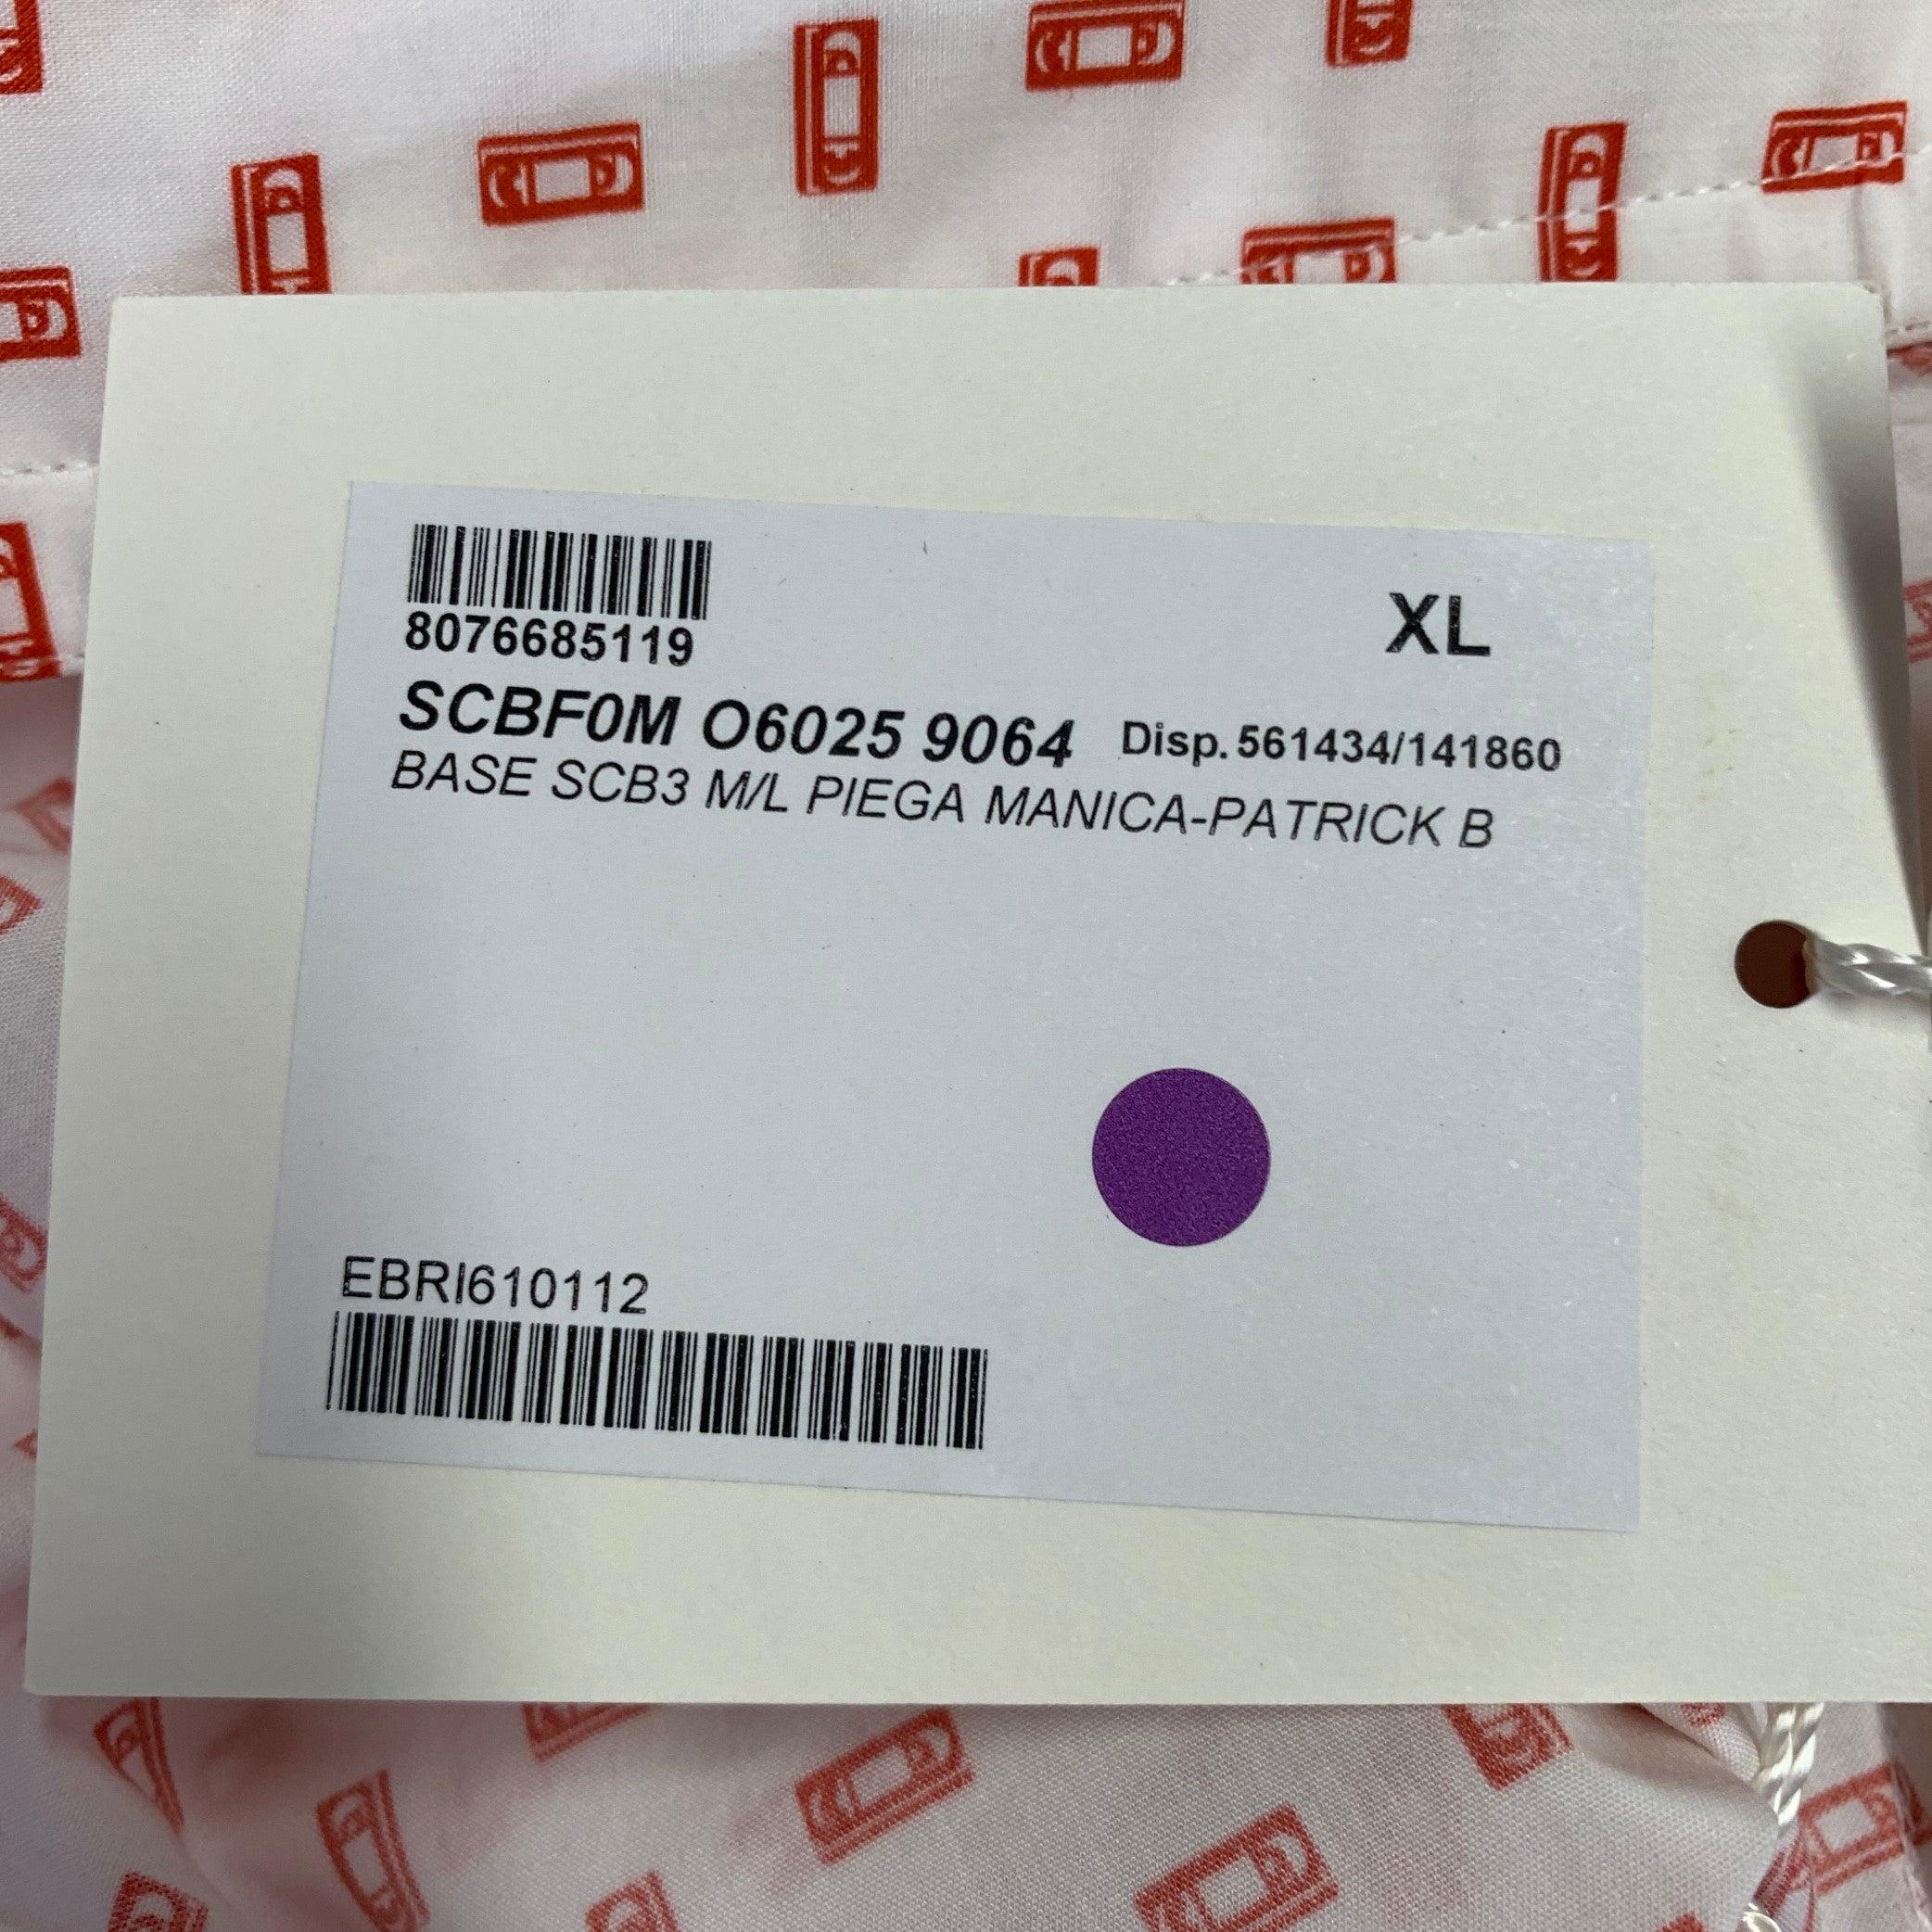 8076685119
XL
SCBF0M O6025 9064 Disp. 561434/141860
BASE SCB3 M/L PIEGA MANICA-PATRICK B
EBRI610112